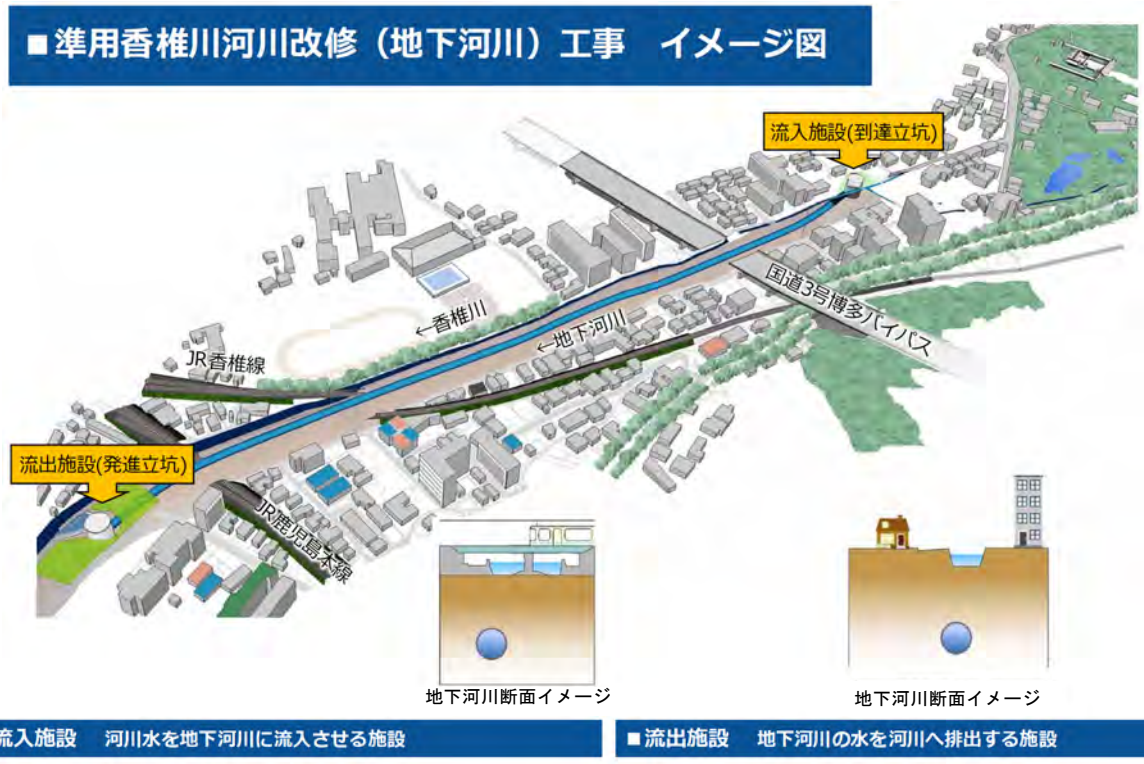 ■準用香椎川河川改修（地下河川）工事　イメージ図
流入施設(到達立坑)
国道3号博多バイパス
←香椎川
←地下河川
JR香椎線
流出施設(発進立坑)
JR鹿児島本線
地下河川断面イメージ
地下河川断面イメージ
流入施設　河川水を地下河川に流入させる施設
■流出施設　地下河川の水を河川へ排出する施設